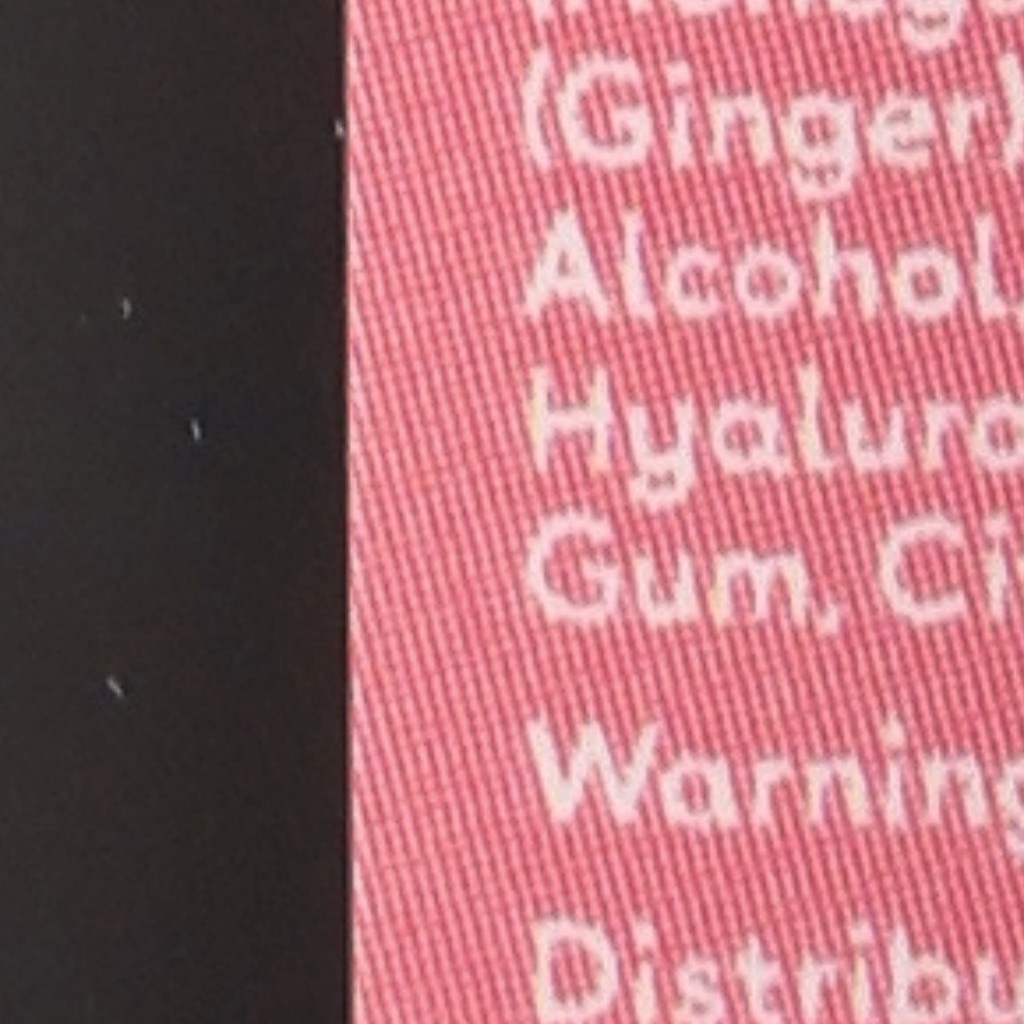 (Ginger)
Alcohol,
Hyaluro
Gum, Ci
Warning
Distribu